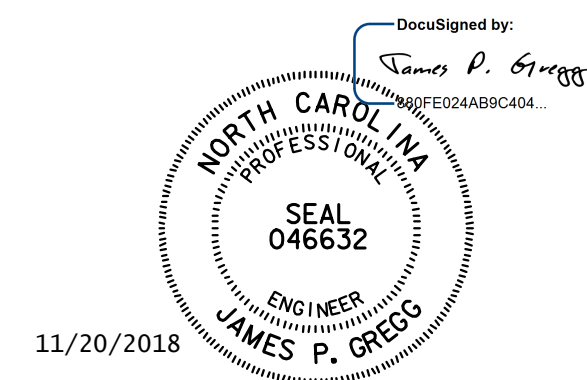 DocuSigned by:
James P. Gregg
880FE024AB9C404...
NORTH CAROLINA
PROFESSIONAL
SEAL
046632
ENGINEER
JAMES P. GREGG
11/20/2018